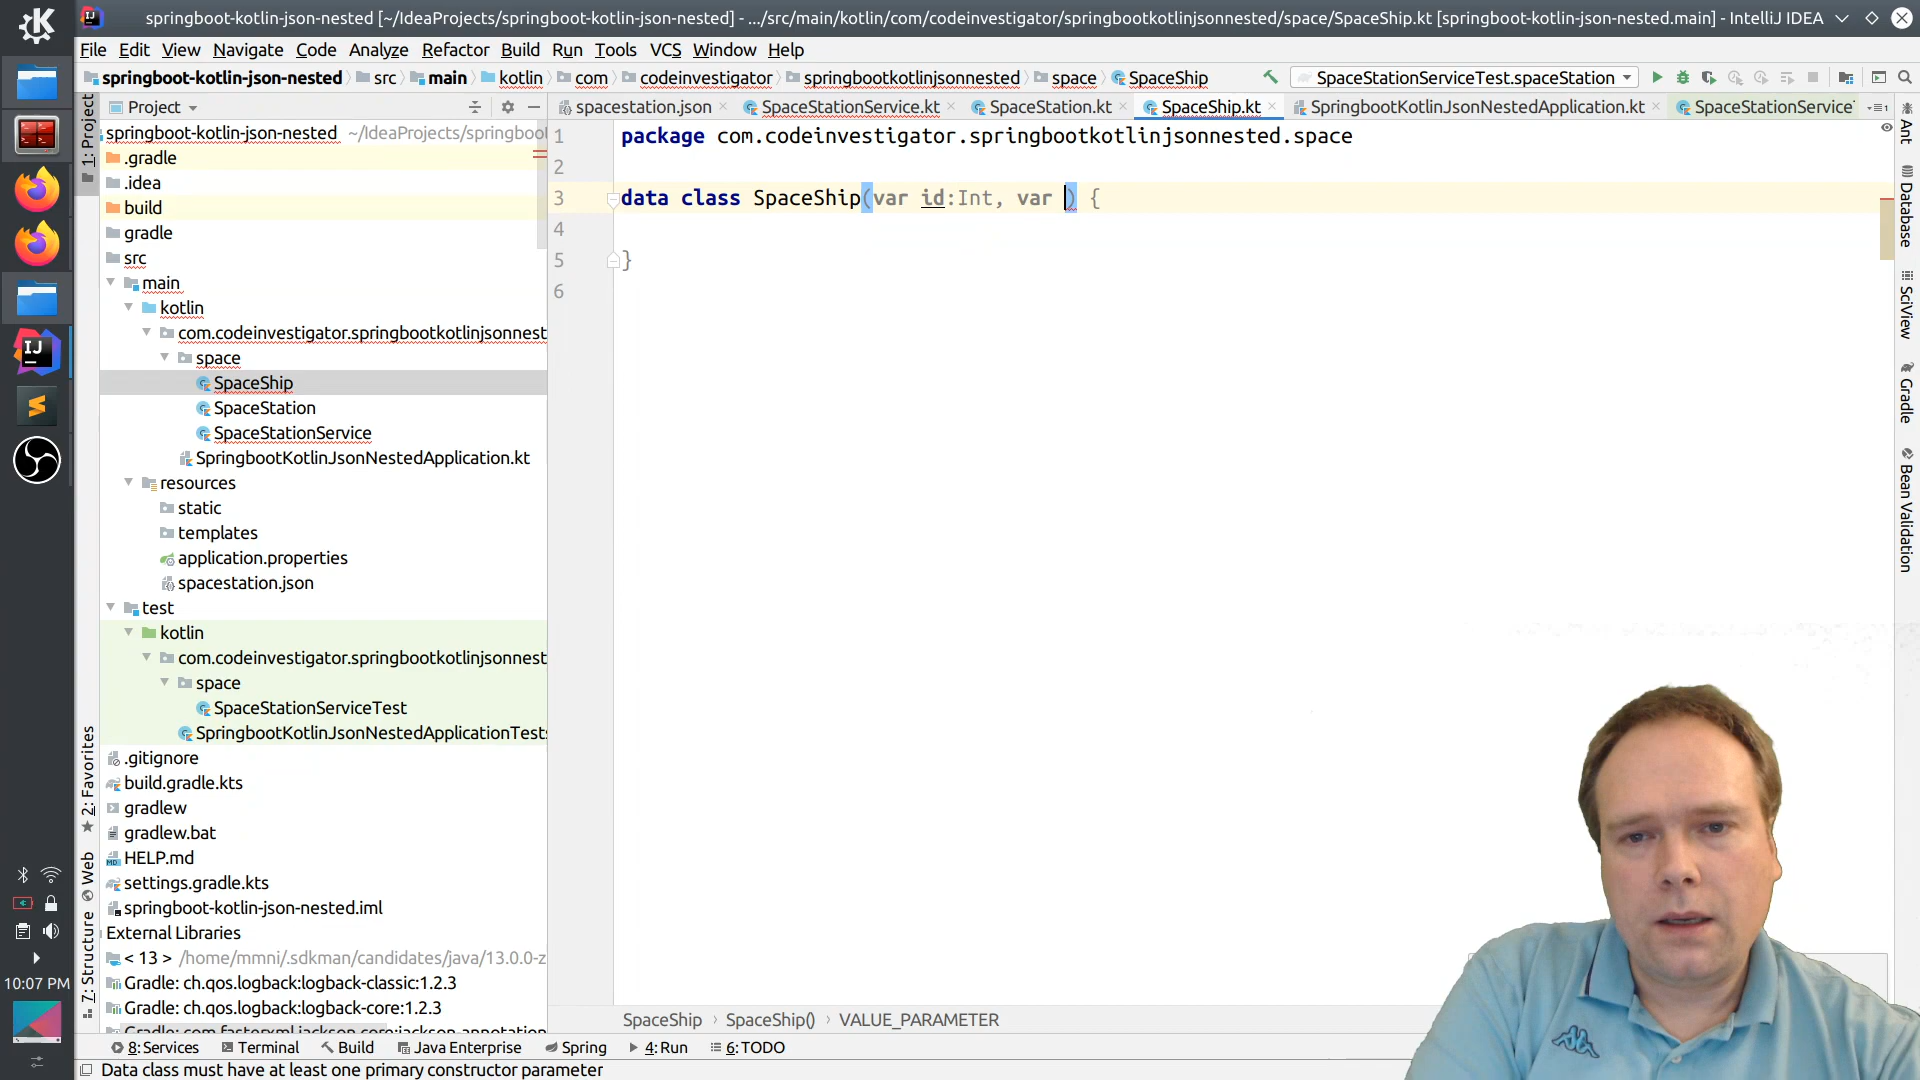 springboot-kotlin-json-nested [~/IdeaProjects/springboot-kotlin-json-nested] - .../src/main/kotlin/com/codeinvestigator/springbootkotlinjsonnested/space/SpaceShip.kt [springboot-kotlin-json-nested.main] - IntelliJ IDEA
File Edit View Navigate Code Analyze Refactor Build Run Tools VCS Window Help
springboot-kotlin-json-nested src main kotlin com codeinvestigator springbootkotlinjsonnested space SpaceShip SpaceStationServiceTest.spaceStation
Project spacestation.json SpaceStationService.kt SpaceStation.kt SpaceShip.kt SpringbootKotlinJsonNestedApplication.kt SpaceStationService
springboot-kotlin-json-nested ~/IdeaProjects/springboo
.gradle
.idea
build
gradle
src
main
kotlin
com.codeinvestigator.springbootkotlinjsonnest
space
SpaceShip
SpaceStation
SpaceStationService
SpringbootKotlinJsonNestedApplication.kt
resources
static
templates
application.properties
spacestation.json
test
kotlin
com.codeinvestigator.springbootkotlinjsonnest
space
SpaceStationServiceTest
SpringbootKotlinJsonNestedApplicationTests
.gitignore
build.gradle.kts
gradlew
gradlew.bat
HELP.md
settings.gradle.kts
springboot-kotlin-json-nested.iml
External Libraries
< 13 > /home/mmni/.sdkman/candidates/java/13.0.0-z
Gradle: ch.qos.logback:logback-classic:1.2.3
Gradle: ch.qos.logback:logback-core:1.2.3
Gradle: com.fasterxml.jackson.core:jackson-annotation
1 package com.codeinvestigator.springbootkotlinjsonnested.space
2
3 data class SpaceShip(var id:Int, var ) {
4
5 }
6
1: Project
2: Favorites
Web
7: Structure
Ant
Database
SciView
Gradle
Bean Validation
IJ
10:07 PM
SpaceShip › SpaceShip() › VALUE_PARAMETER
8: Services Terminal Build Java Enterprise Spring 4: Run 6: TODO
Data class must have at least one primary constructor parameter